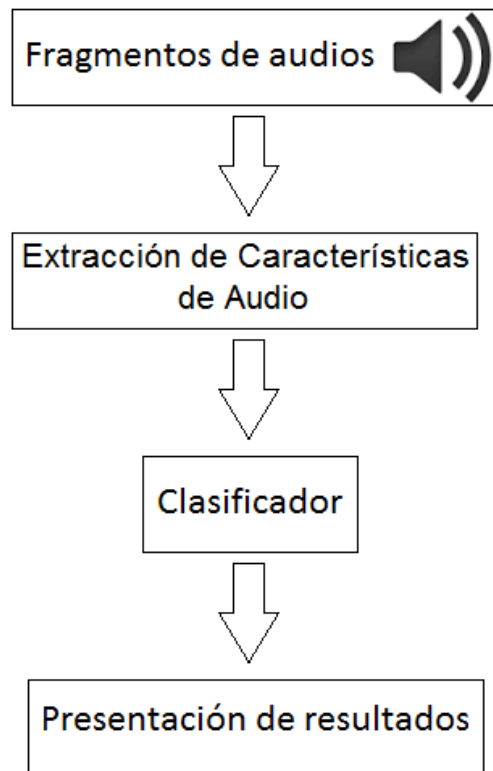 Fragmentos de audios
Extracción de Características
de Audio
Clasificador
Presentación de resultados